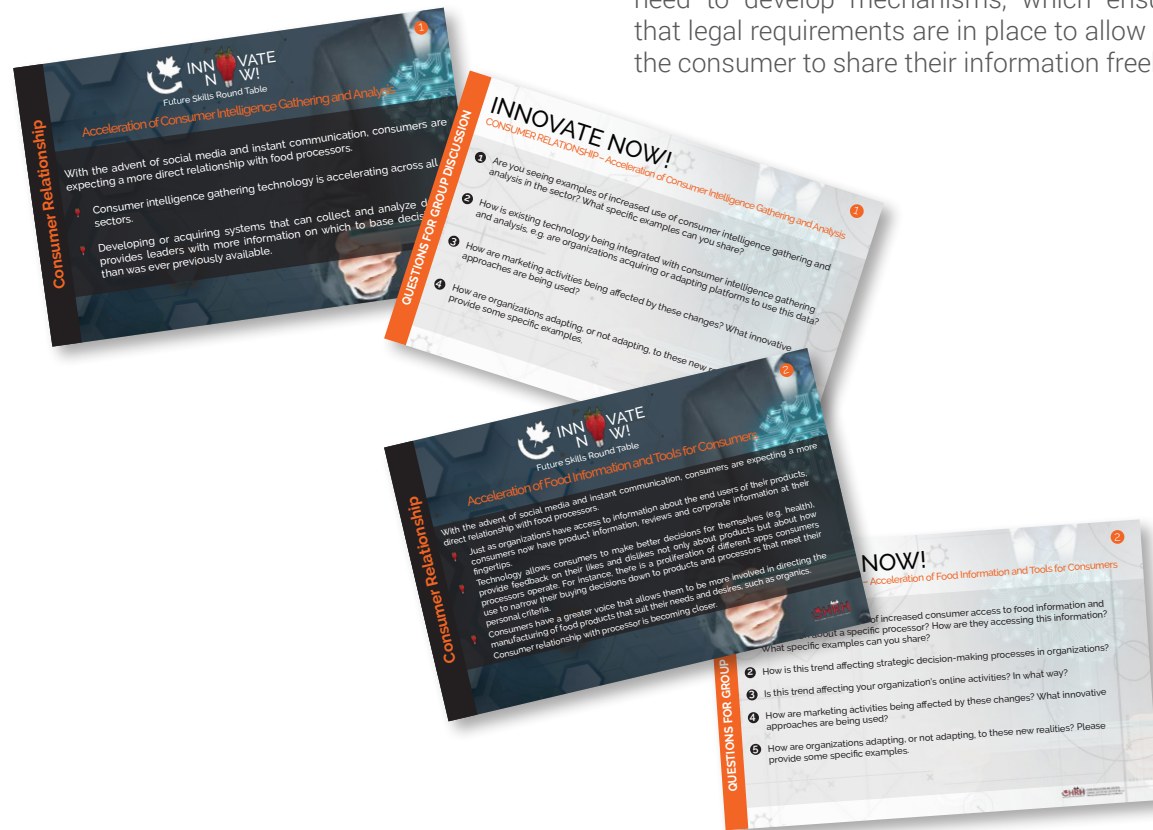 need to develop mechanisms, which
that legal requirements are in place to allow
the consumer to share their information
1
INN VATE
N W!
Future Skills Round Table
Acceleration of Consumer Intelligence Gathering and Analysis
Consumer Relationship
With the advent of social media and instant communication, consumers are
expecting a more direct relationship with food processors.
Consumer intelligence gathering technology is accelerating across all
sectors.
Developing or acquiring systems that can collect and analyze
provides leaders with more information on which to base
than was ever previously available.
QUESTIONS FOR GROUP DISCUSSION
INNOVATE NOW!
CONSUMER RELATIONSHIP – Acceleration of Consumer Intelligence Gathering and Analysis
1
1 Are you seeing examples of increased use of consumer intelligence gathering and
analysis in the sector? What specific examples can you share?
2 How is existing technology being integrated with consumer intelligence gathering
and analysis, e.g. are organizations acquiring or adapting platforms to use this data?
3 How are marketing activities being affected by these changes? What innovative
approaches are being used?
4 How are organizations adapting, or not adapting, to these new
provide some specific examples.
2
INN VATE
N W!
Future Skills Round Table
Acceleration of Food Information and Tools for Consumers
Consumer Relationship
With the advent of social media and instant communication, consumers are expecting a more
direct relationship with food processors.
Just as organizations have access to information about the end users of their products,
consumers now have product information, reviews and corporate information at their
fingertips.
Technology allows consumers to make better decisions for themselves (e.g. health),
provide feedback on their likes and dislikes not only about products but about how
processors operate. For instance, there is a proliferation of different apps consumers
use to narrow their buying decisions down to products and processors that meet their
personal criteria.
Consumers have a greater voice that allows them to be more involved in directing the
manufacturing of food products that suit their needs and desires, such as organics.
Consumer relationship with processor is becoming closer.
QUESTIONS FOR GROUP
NOW!
– Acceleration of Food Information and Tools for Consumers
2
of increased consumer access to food information and
about a specific processor? How are they accessing this information?
What specific examples can you share?
2 How is this trend affecting strategic decision-making processes in organizations?
3 Is this trend affecting your organization's online activities? In what way?
4 How are marketing activities being affected by these changes? What innovative
approaches are being used?
5 How are organizations adapting, or not adapting, to these new realities? Please
provide some specific examples.